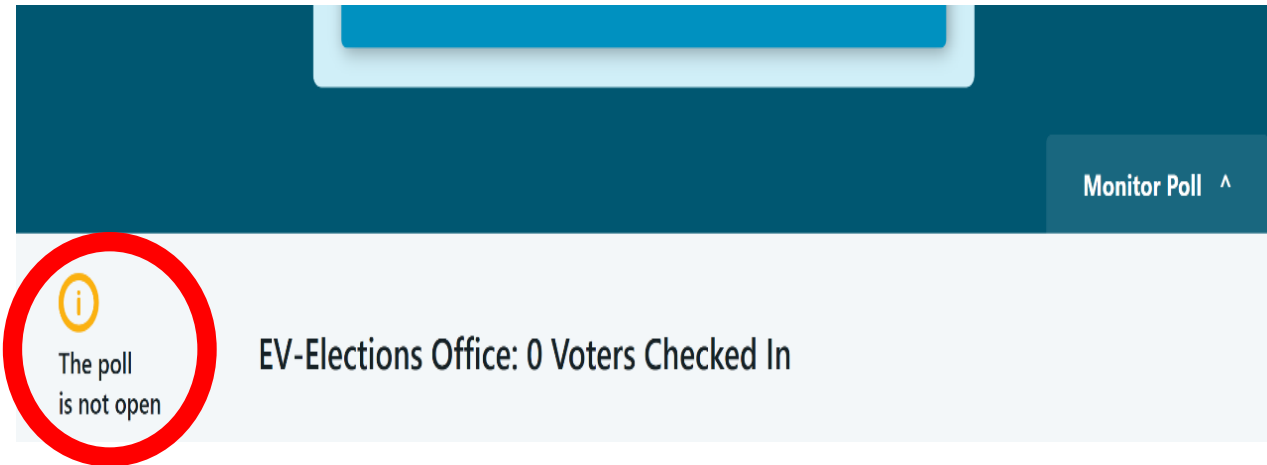 Monitor Poll ^
i
The poll
is not open
EV-Elections Office: 0 Voters Checked In